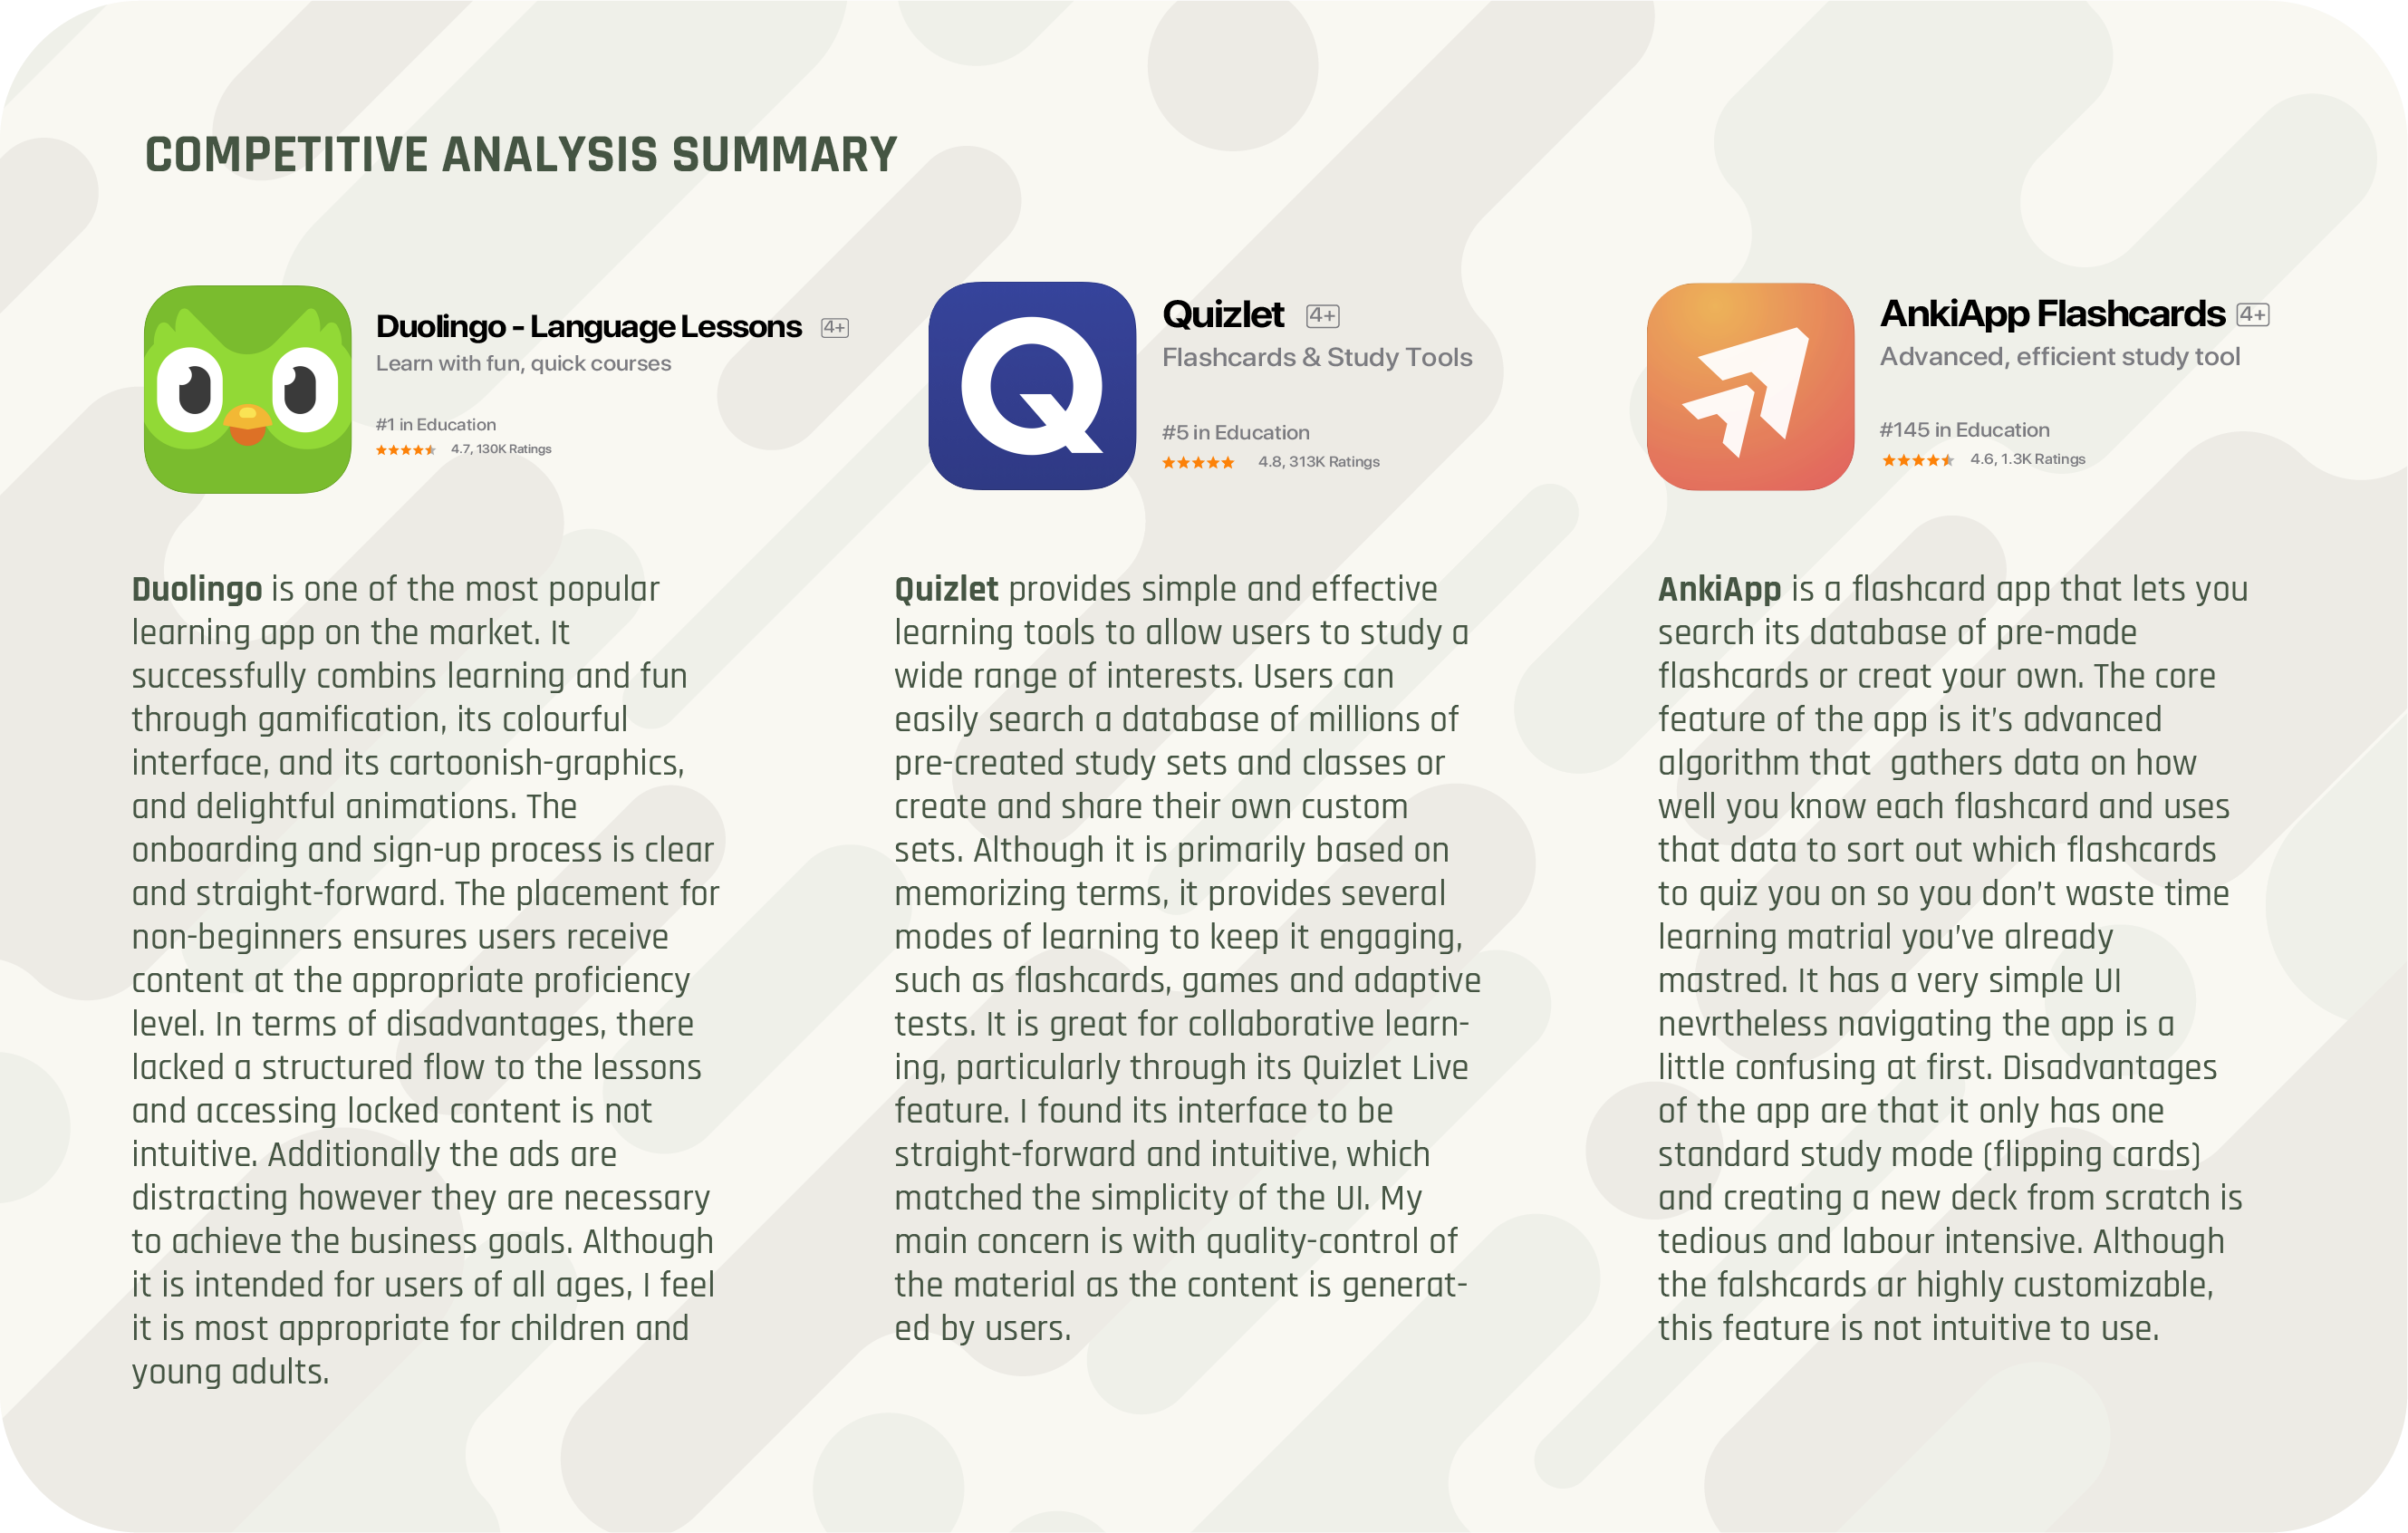 COMPETITIVE ANALYSIS SUMMARY
Duolingo - Language Lessons 4+
Learn with fun, quick courses
#1 in Education
4.7, 130K Ratings
Quizlet 4+
Flashcards & Study Tools
#5 in Education
4.8, 313K Ratings
AnkiApp Flashcards 4+
Advanced, efficient study tool
#145 in Education
4.6, 1.3K Ratings
Duolingo is one of the most popular
learning app on the market. It
successfully combins learning and fun
through gamification, its colourful
interface, and its cartoonish-graphics,
and delightful animations. The
onboarding and sign-up process is clear
and straight-forward. The placement for
non-beginners ensures users receive
content at the appropriate proficiency
level. In terms of disadvantages, there
lacked a structured flow to the lessons
and accessing locked content is not
intuitive. Additionally the ads are
distracting however they are necessary
to achieve the business goals. Although
it is intended for users of all ages, I feel
it is most appropriate for children and
young adults.
Quizlet provides simple and effective
learning tools to allow users to study a
wide range of interests. Users can
easily search a database of millions of
pre-created study sets and classes or
create and share their own custom
sets. Although it is primarily based on
memorizing terms, it provides several
modes of learning to keep it engaging,
such as flashcards, games and adaptive
tests. It is great for collaborative learn-
ing, particularly through its Quizlet Live
feature. I found its interface to be
straight-forward and intuitive, which
matched the simplicity of the UI. My
main concern is with quality-control of
the material as the content is generat-
ed by users.
AnkiApp is a flashcard app that lets you
search its database of pre-made
flashcards or creat your own. The core
feature of the app is it's advanced
algorithm that  gathers data on how
well you know each flashcard and uses
that data to sort out which flashcards
to quiz you on so you don't waste time
learning matrial you've already
mastred. It has a very simple UI
nevrtheless navigating the app is a
little confusing at first. Disadvantages
of the app are that it only has one
standard study mode (flipping cards)
and creating a new deck from scratch is
tedious and labour intensive. Although
the falshcards ar highly customizable,
this feature is not intuitive to use.